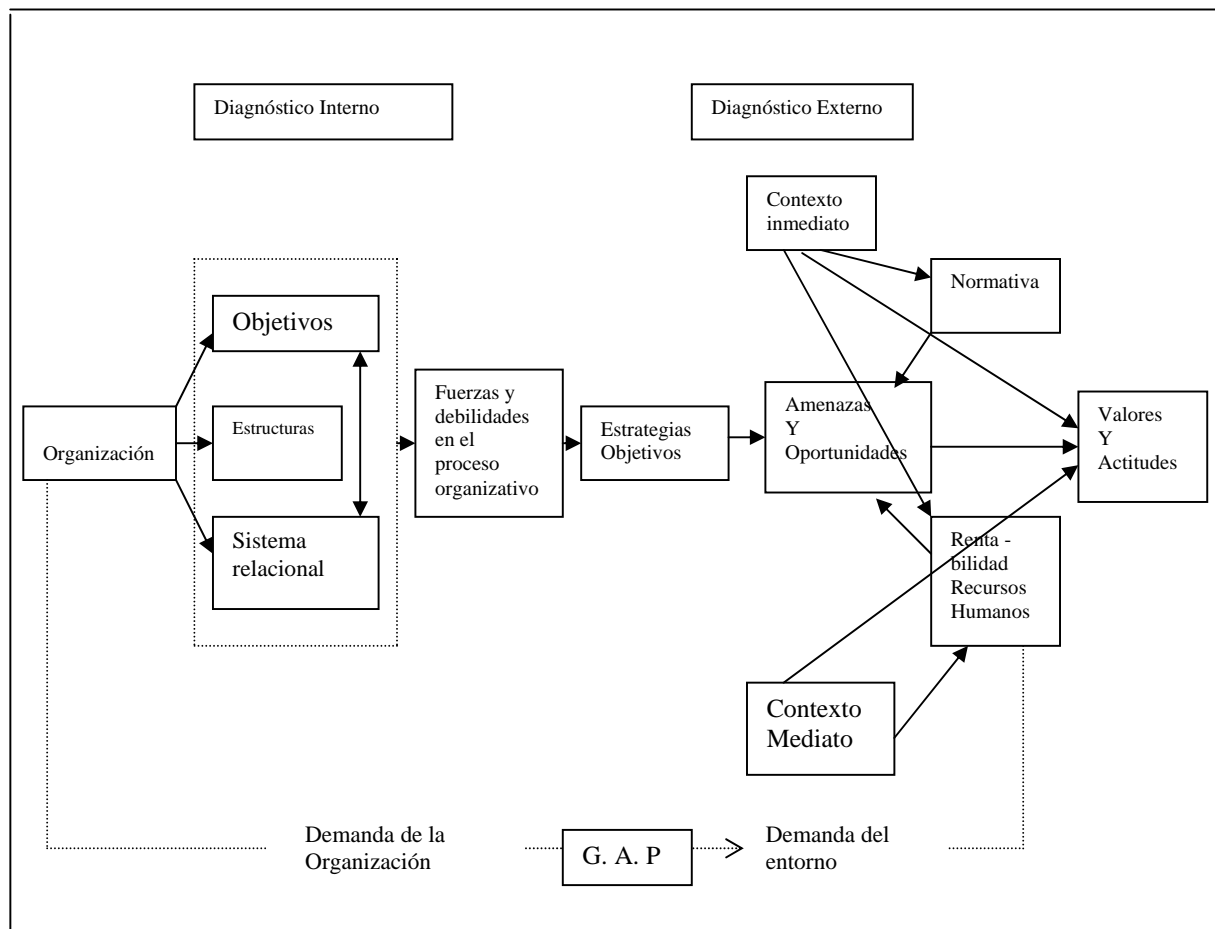 Diagnóstico Interno
Diagnóstico Externo
Contexto
inmediato
Normativa
Objetivos
Estructuras
Sistema
relacional
Organización
Fuerzas y
debilidades
en el
proceso
organizativo
Estrategias
Objetivos
Amenazas
Y
Oportunidades
Valores
Y
Actitudes
Renta -
bilidad
Recursos
Humanos
Contexto
Mediato
Demanda de la
Organización
G. A. P
Demanda del
entorno